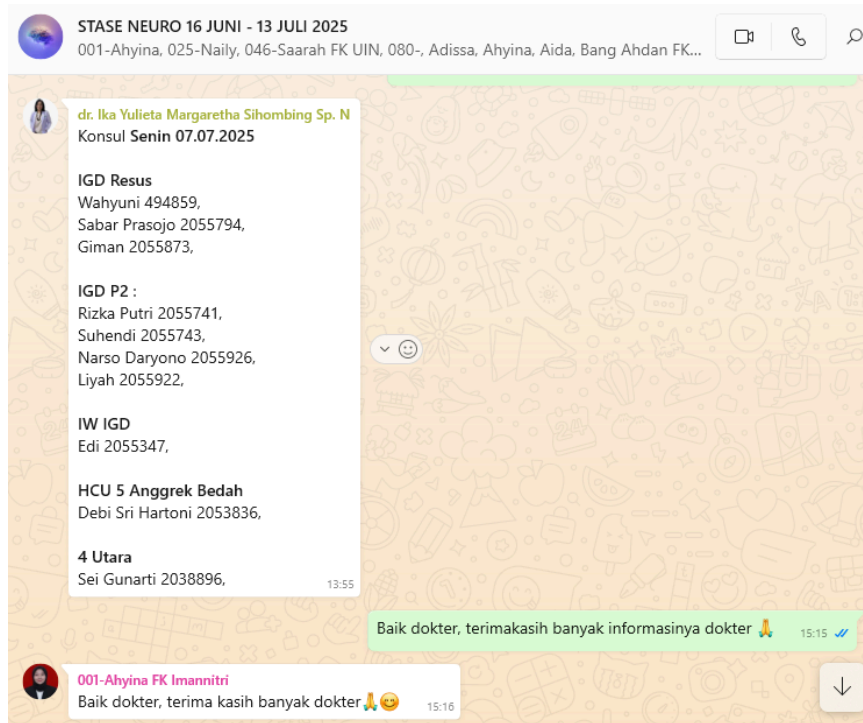 STASE NEURO 16 JUNI - 13 JULI 2025
001-Ahyina, 025-Naily, 046-Saarah FK UIN, 080-, Adissa, Ahyina, Aida, Bang Ahdan FK...
dr. Ika Yulieta Margaretha Sihombing Sp. N
Konsul Senin 07.07.2025
IGD Resus
Wahyuni 494859,
Sabar Prasojo 2055794,
Giman 2055873,
IGD P2 :
Rizka Putri 2055741,
Suhendi 2055743,
Narso Daryono 2055926,
Liyah 2055922,
IW IGD
Edi 2055347,
HCU 5 Anggrek Bedah
Debi Sri Hartoni 2053836,
4 Utara
Sei Gunarti 2038896,
13:55
Baik dokter, terimakasih banyak informasinya dokter 🙏
15:15
001-Ahyina FK Imannitri
Baik dokter, terima kasih banyak dokter🙏😊
15:16